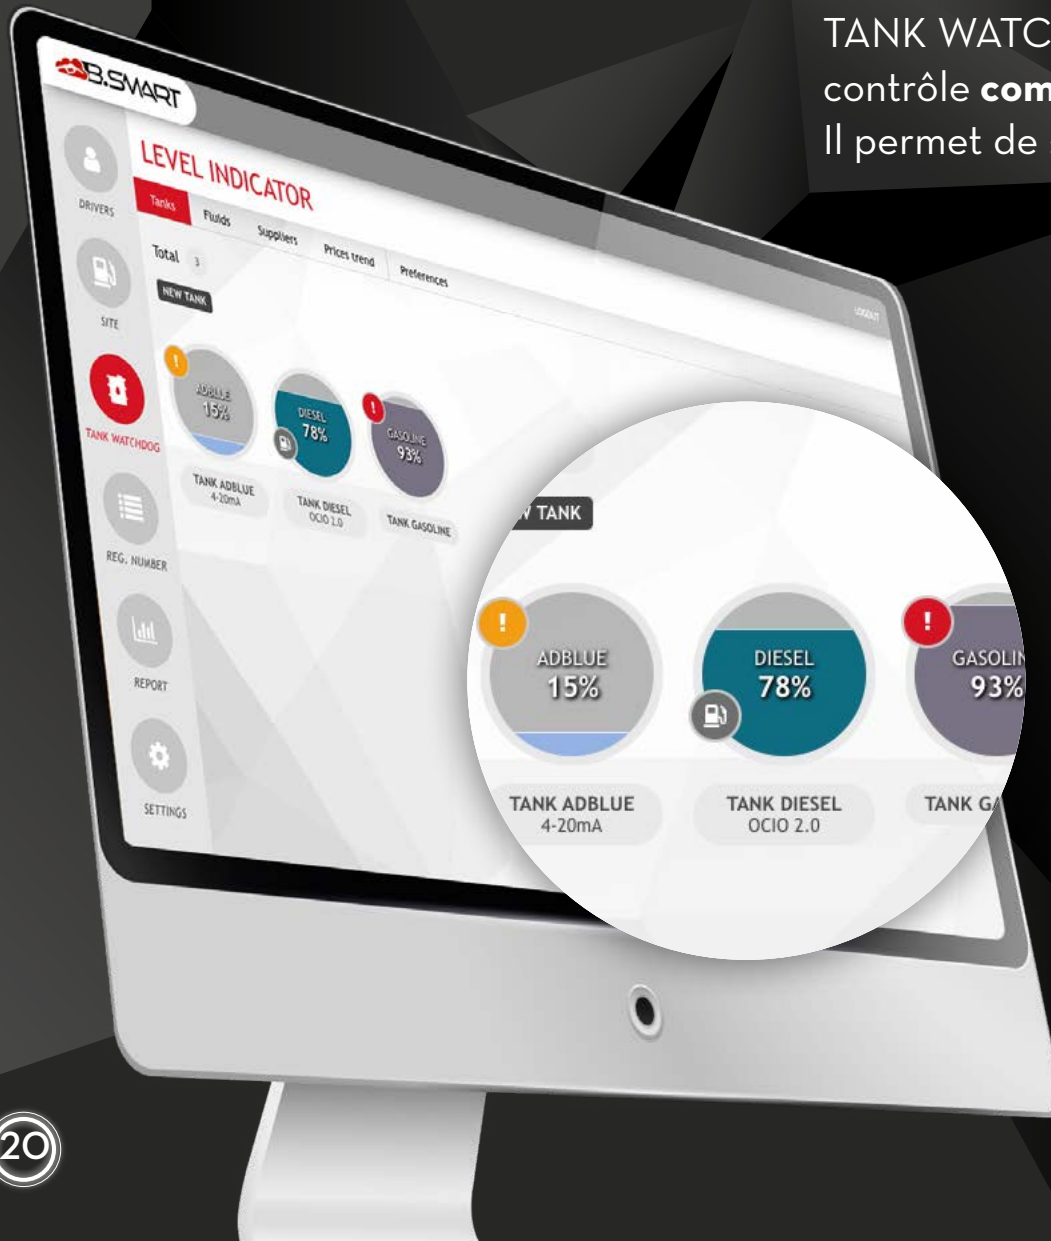 TANK WATC
contrôle com
Il permet de
B.SMART
LEVEL INDICATOR
Tanks Fluids Suppliers Prices trend Preferences
LOGOUT
Total 3
NEW TANK
DRIVERS
SITE
TANK WATCHDOG
REG. NUMBER
REPORT
SETTINGS
! ADBLUE
15%
DIESEL
78%
! GASOLINE
93%
TANK ADBLUE
4-20mA
TANK DIESEL
OCIO 2.0
TANK GASOLINE
W TANK
! ADBLUE
15%
DIESEL
78%
! GASOLIN
93%
TANK ADBLUE
4-20mA
TANK DIESEL
OCIO 2.0
TANK GA
20